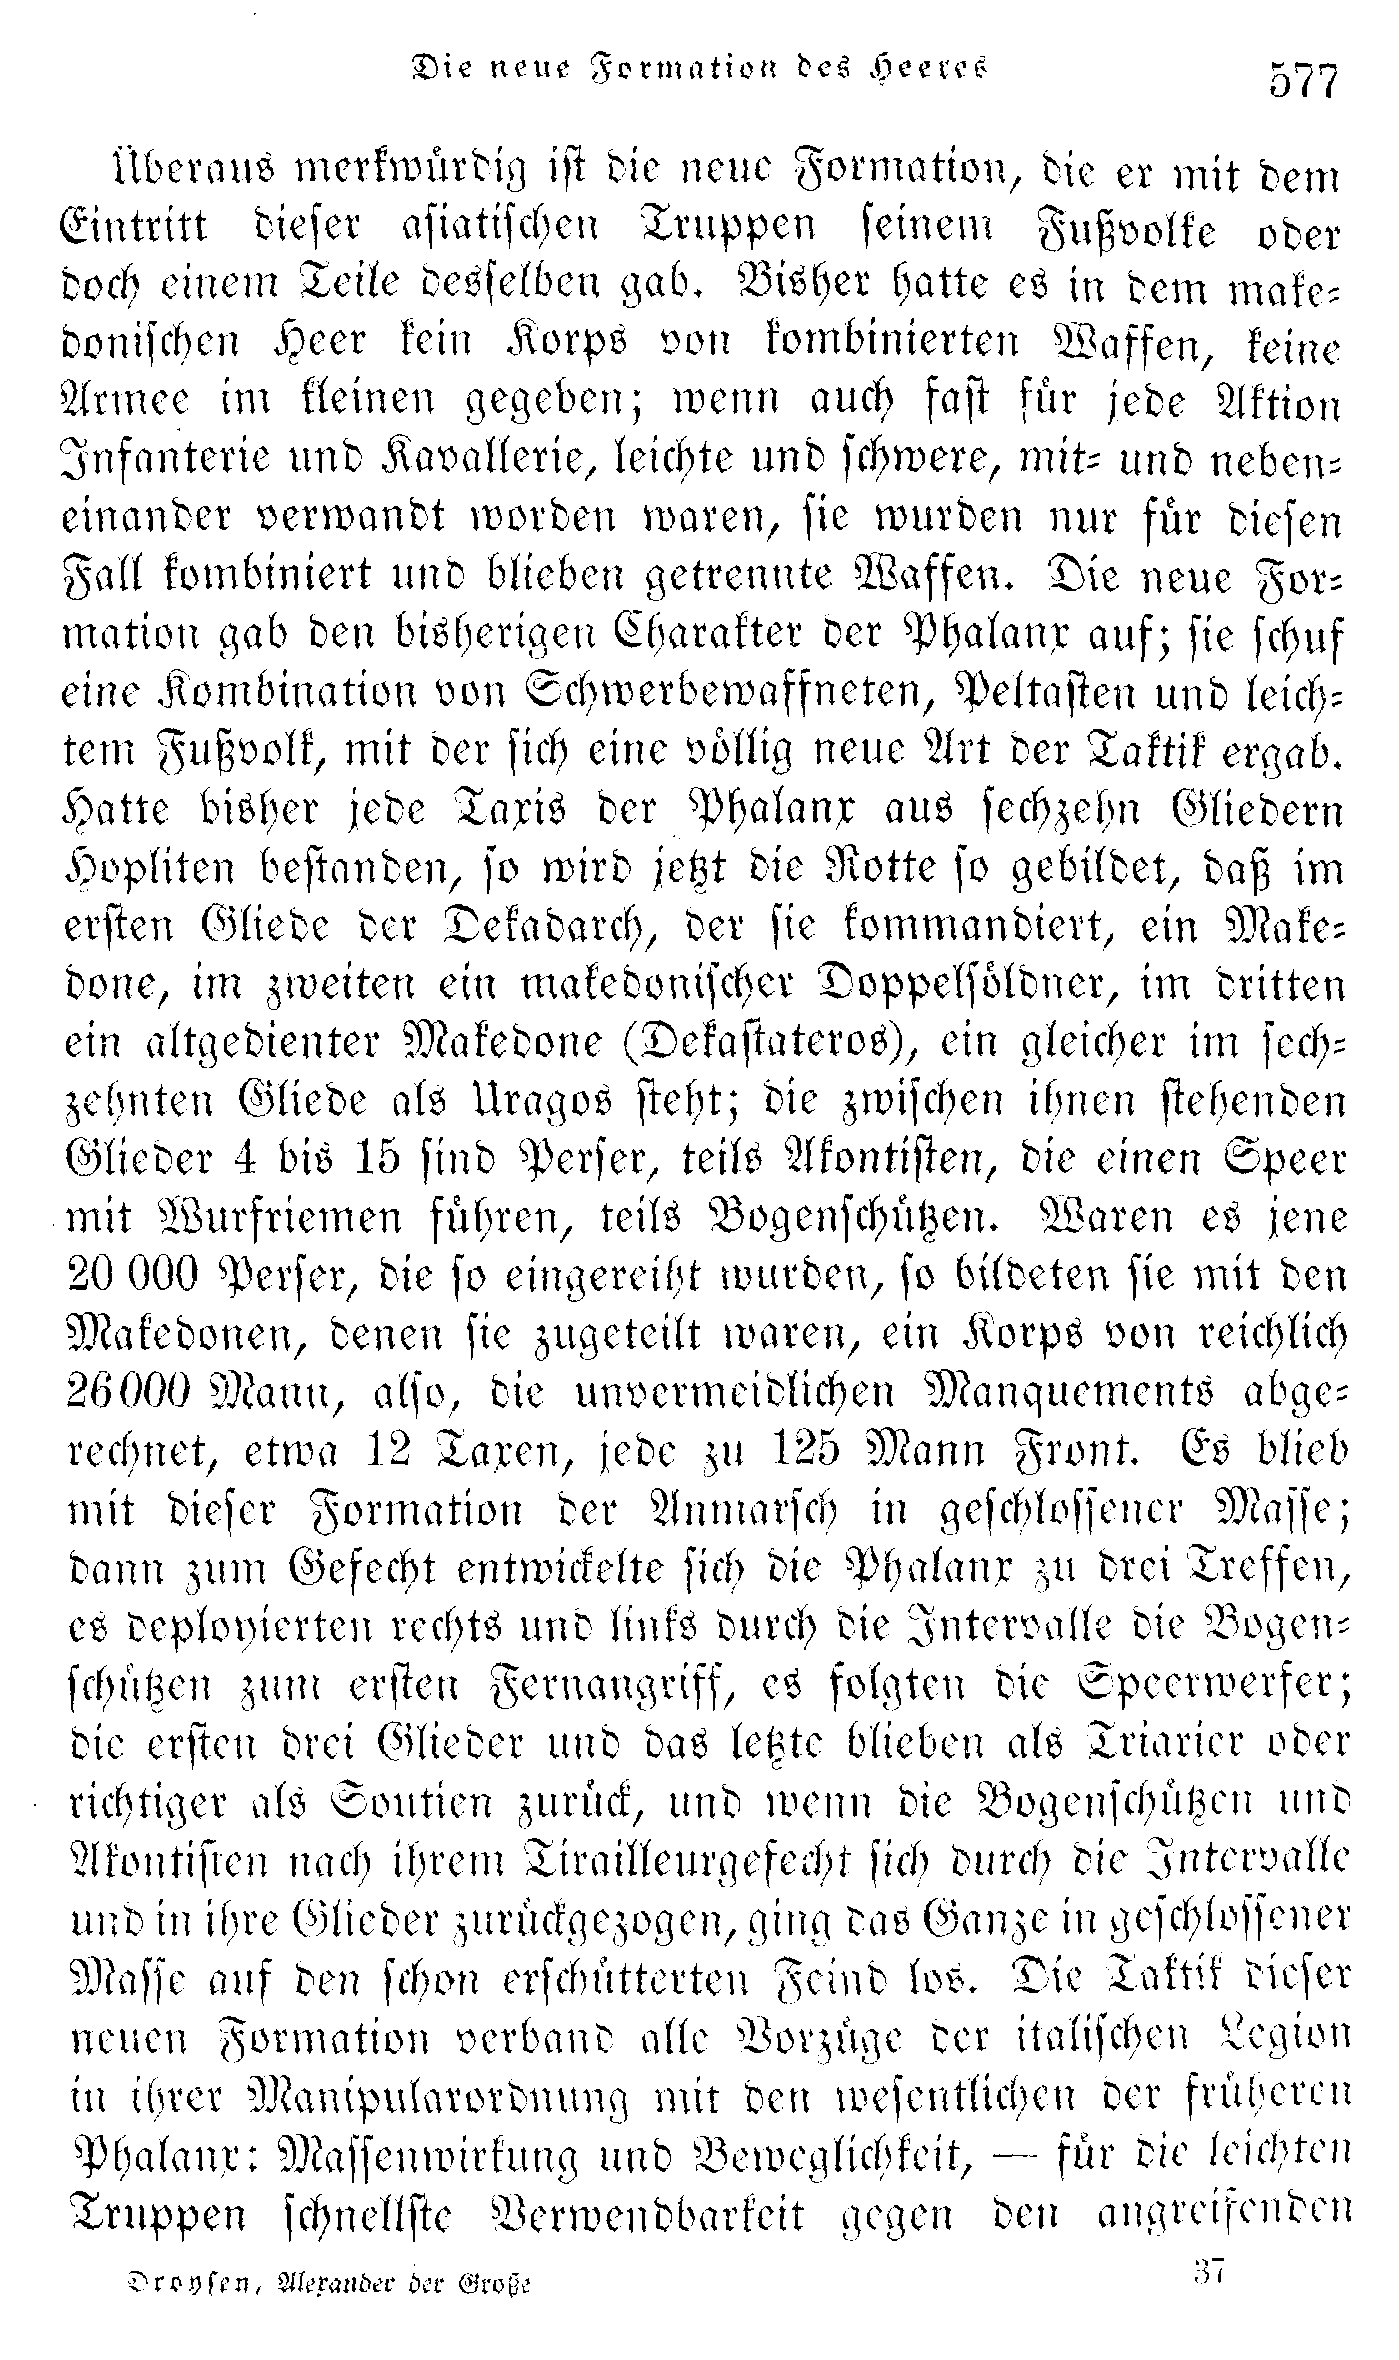 Die neue Formation des Heeres 577
Überaus merkwürdig ist die neue Formation, die er mit dem
Eintritt dieser asiatischen Truppen seinem Fußvolke oder
doch einem Teile desselben gab. Bisher hatte es in dem make-
donischen Heer kein Korps von kombinierten Waffen, keine
Armee im kleinen gegeben; wenn auch fast für jede Aktion
Infanterie und Kavallerie, leichte und schwere, mit- und neben-
einander verwandt worden waren, sie wurden nur für diesen
Fall kombiniert und blieben getrennte Waffen. Die neue For-
mation gab den bisherigen Charakter der Phalanx auf; sie schuf
eine Kombination von Schwerbewaffneten, Peltasten und leich-
tem Fußvolk, mit der sich eine völlig neue Art der Taktik ergab.
Hatte bisher jede Taxis der Phalanx aus sechzehn Gliedern
Hopliten bestanden, so wird jetzt die Rotte so gebildet, daß im
ersten Gliede der Dekadarch, der sie kommandiert, ein Make-
done, im zweiten ein makedonischer Doppelsöldner, im dritten
ein altgedienter Makedone (Dekastateros), ein gleicher im sech-
zehnten Gliede als Uragos steht; die zwischen ihnen stehenden
Glieder 4 bis 15 sind Perser, teils Akontisten, die einen Speer
mit Wurfriemen führen, teils Bogenschützen. Waren es jene
20 000 Perser, die so eingereiht wurden, so bildeten sie mit den
Makedonen, denen sie zugeteilt waren, ein Korps von reichlich
26 000 Mann, also, die unvermeidlichen Manquements abge-
rechnet, etwa 12 Taxen, jede zu 125 Mann Front. Es blieb
mit dieser Formation der Anmarsch in geschlossener Masse;
dann zum Gefecht entwickelte sich die Phalanx zu drei Treffen,
es deployierten rechts und links durch die Intervalle die Bogen-
schützen zum ersten Fernangriff, es folgten die Speerwerfer;
die ersten drei Glieder und das letzte blieben als Triarier oder
richtiger als Soutien zurück, und wenn die Bogenschützen und
Akontisten nach ihrem Tirailleurgefecht sich durch die Intervalle
und in ihre Glieder zurückgezogen, ging das Ganze in geschlossener
Masse auf den schon erschütterten Feind los. Die Taktik dieser
neuen Formation verband alle Vorzüge der italischen Legion
in ihrer Manipularordnung mit den wesentlichen der früheren
Phalanx: Massenwirkung und Beweglichkeit, — für die leichten
Truppen schnellste Verwendbarkeit gegen den angreifenden
Droysen, Alexander der Große 37